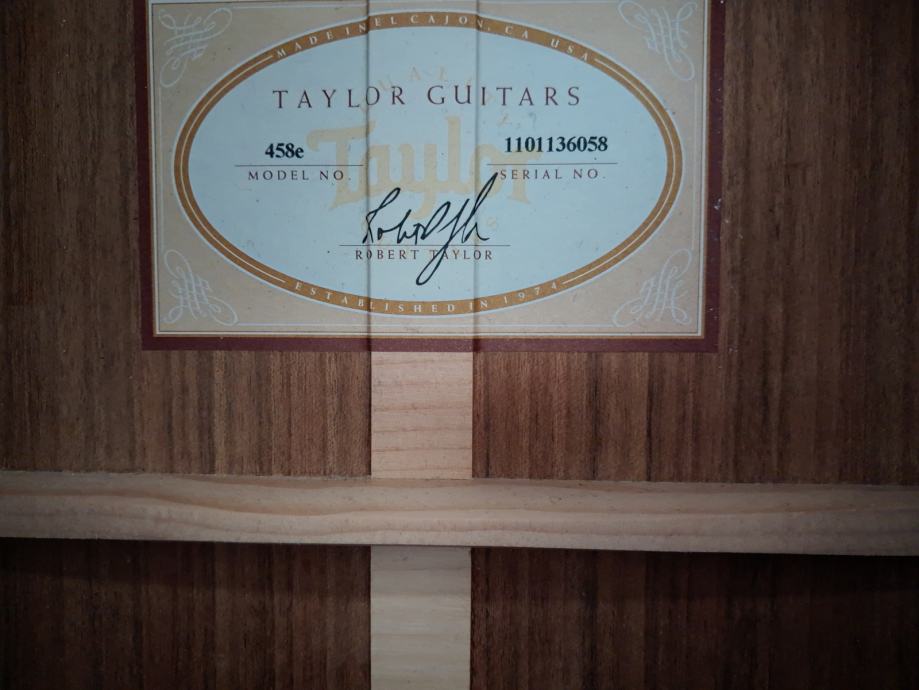 MADE IN EL CAJON, CA USA
TAYLOR GUITARS
Taylor
458e
1101136058
MODEL NO.
SERIAL NO.
ROBERT TAYLOR
ESTABLISHED IN 1974